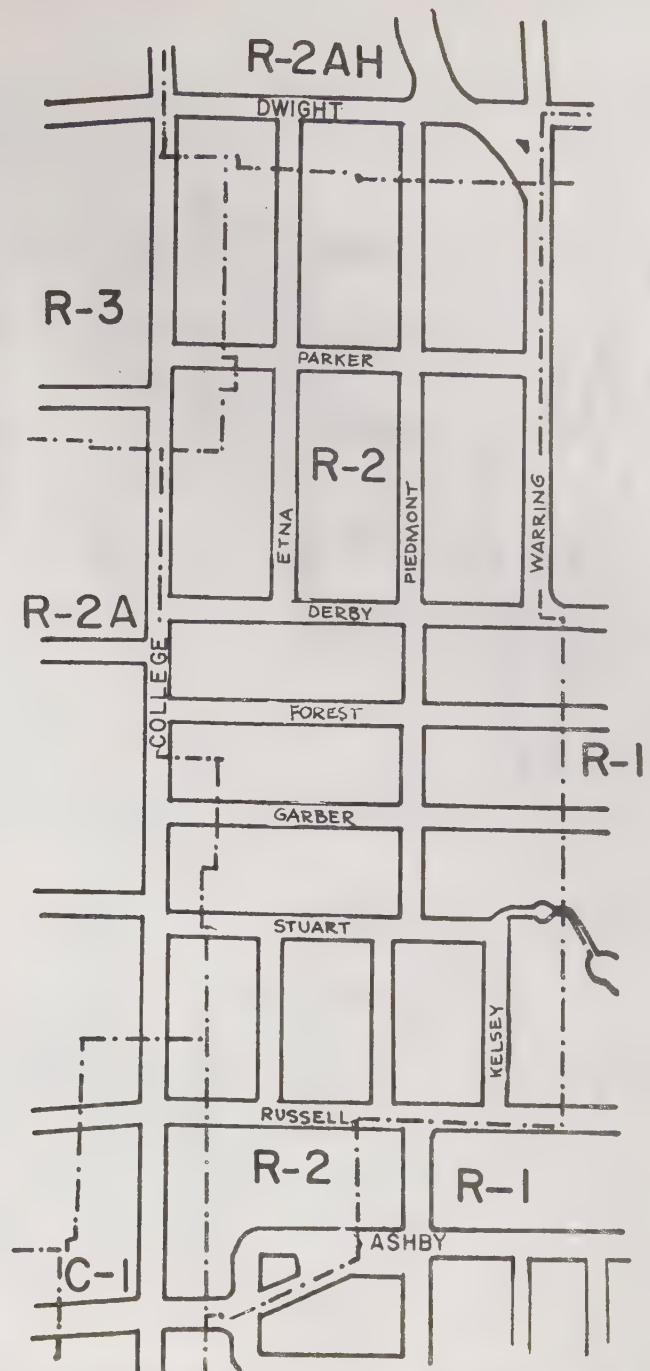 R-2AH
DWIGHT
R-3
PARKER
R-2
ETNA
PIEDMONT
WARRING
R-2A
DERBY
COLLEGE
FOREST
R-1
GARBER
STUART
KELSEY
RUSSELL
R-2
R-1
ASHBY
C-1